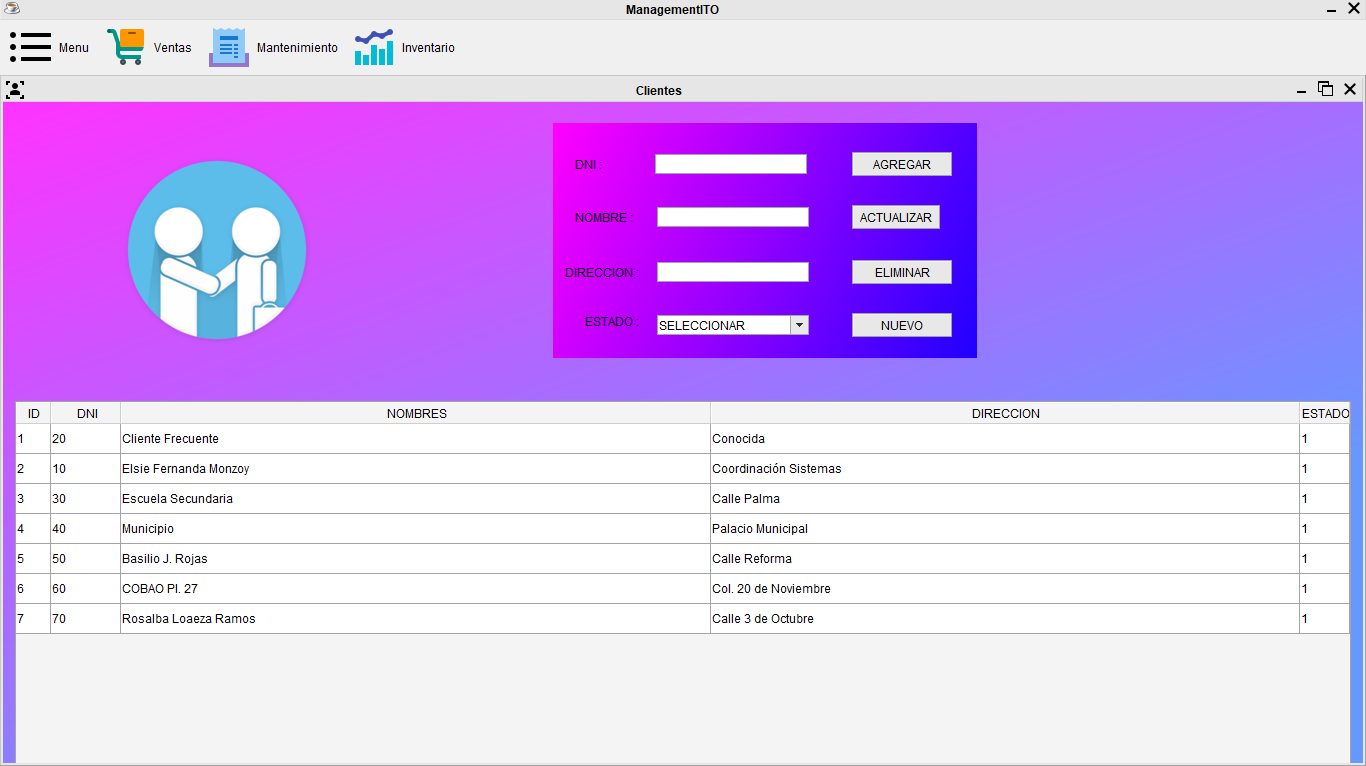 ManagementITO
Menu Ventas Mantenimiento Inventario
Clientes
DNI : AGREGAR
NOMBRE : ACTUALIZAR
DIRECCION : ELIMINAR
ESTADO : SELECCIONAR NUEVO
ID DNI NOMBRES DIRECCION ESTADO
1 20 Cliente Frecuente Conocida 1
2 10 Elsie Fernanda Monzoy Coordinación Sistemas 1
3 30 Escuela Secundaria Calle Palma 1
4 40 Municipio Palacio Municipal 1
5 50 Basilio J. Rojas Calle Reforma 1
6 60 COBAO Pl. 27 Col. 20 de Noviembre 1
7 70 Rosalba Loaeza Ramos Calle 3 de Octubre 1